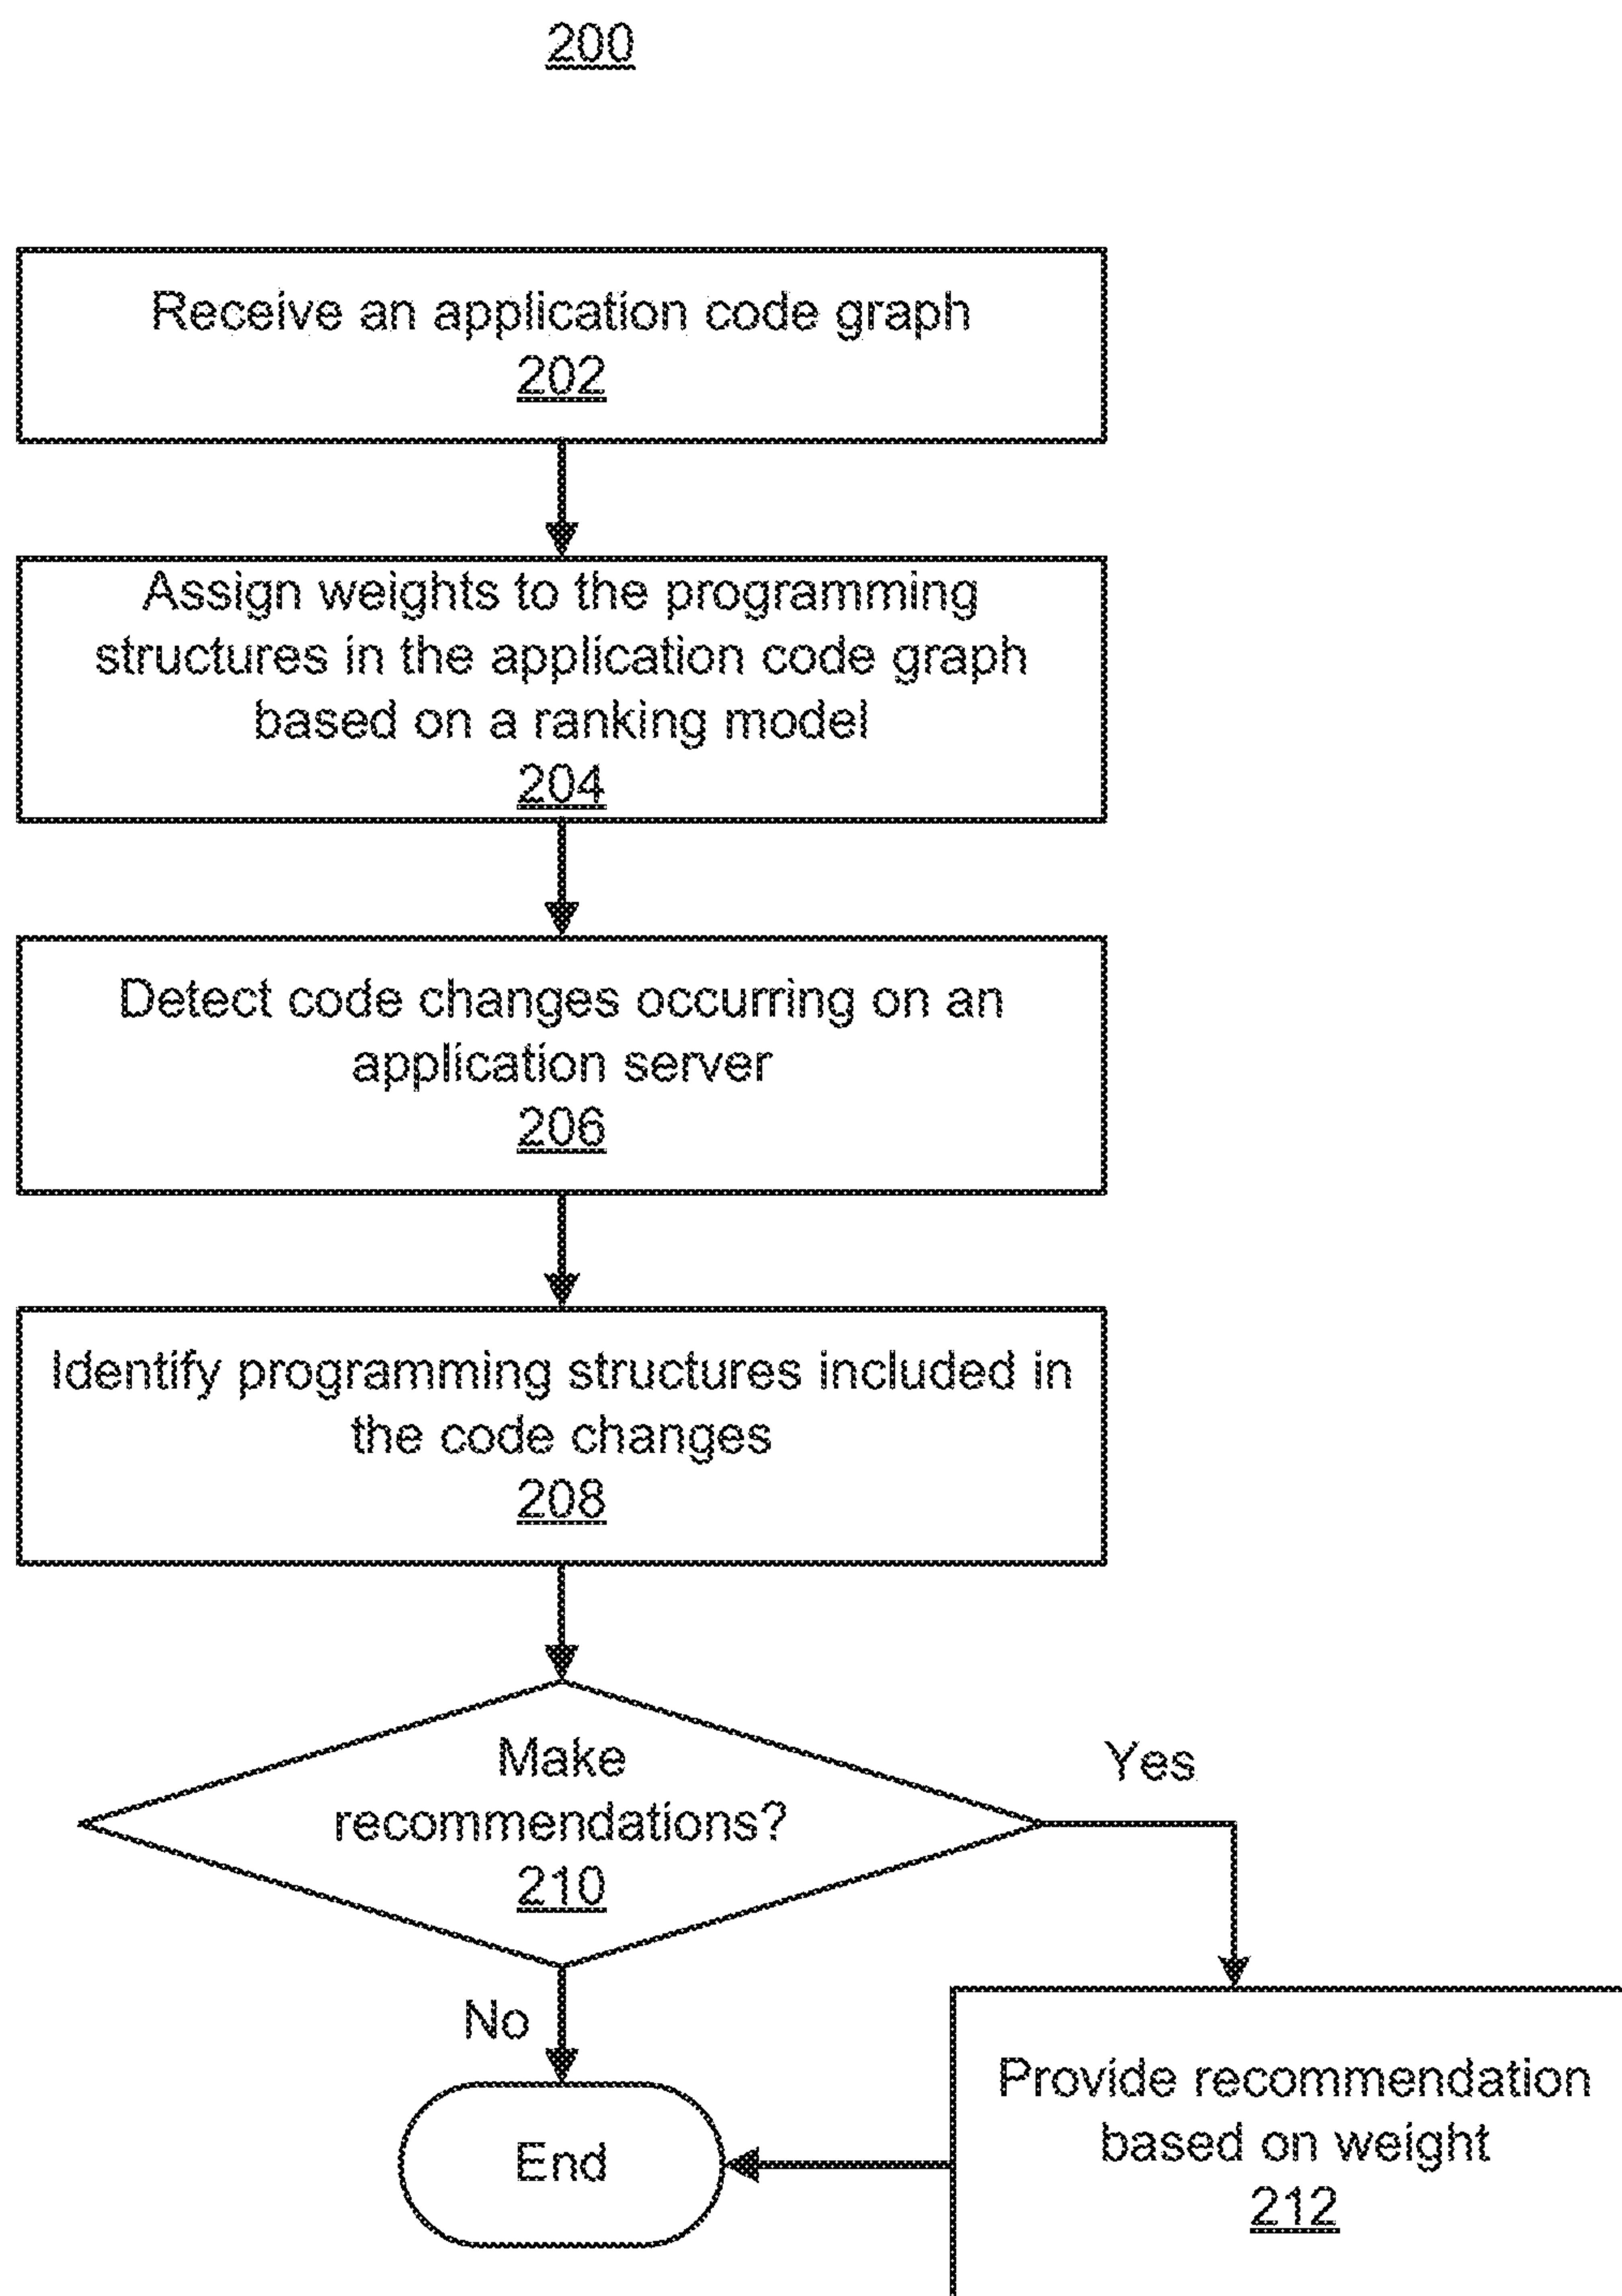 200
Receive an application code graph
202
Assign weights to the programming
structures in the application code graph
based on a ranking model
204
Detect code changes occurring on an
application server
206
Identify programming structures included in
the code changes
208
Make
recommendations?
210
Yes
No
Provide recommendation
based on weight
212
End